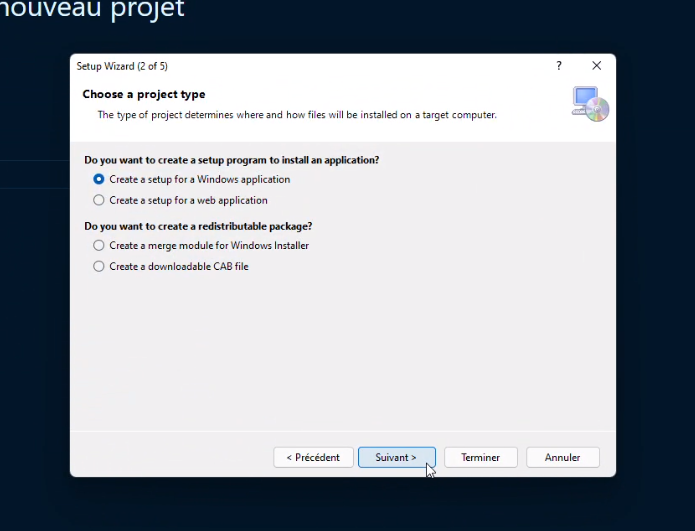 nouveau projet
Setup Wizard (2 of 5)
?
Choose a project type
The type of project determines where and how files will be installed on a target computer.
Do you want to create a setup program to install an application?
Create a setup for a Windows application
Create a setup for a web application
Do you want to create a redistributable package?
Create a merge module for Windows Installer
Create a downloadable CAB file
< Précédent
Suivant >
Terminer
Annuler